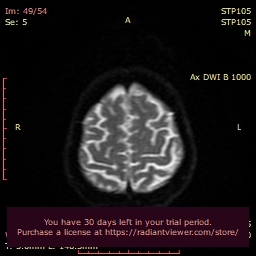 Im: 49/54
Se: 5
A
STP105
STP105
M
Ax DWI B 1000
R
L
You have 30 days left in your trial period.
Purchase a license at https://radiantviewer.com/store/